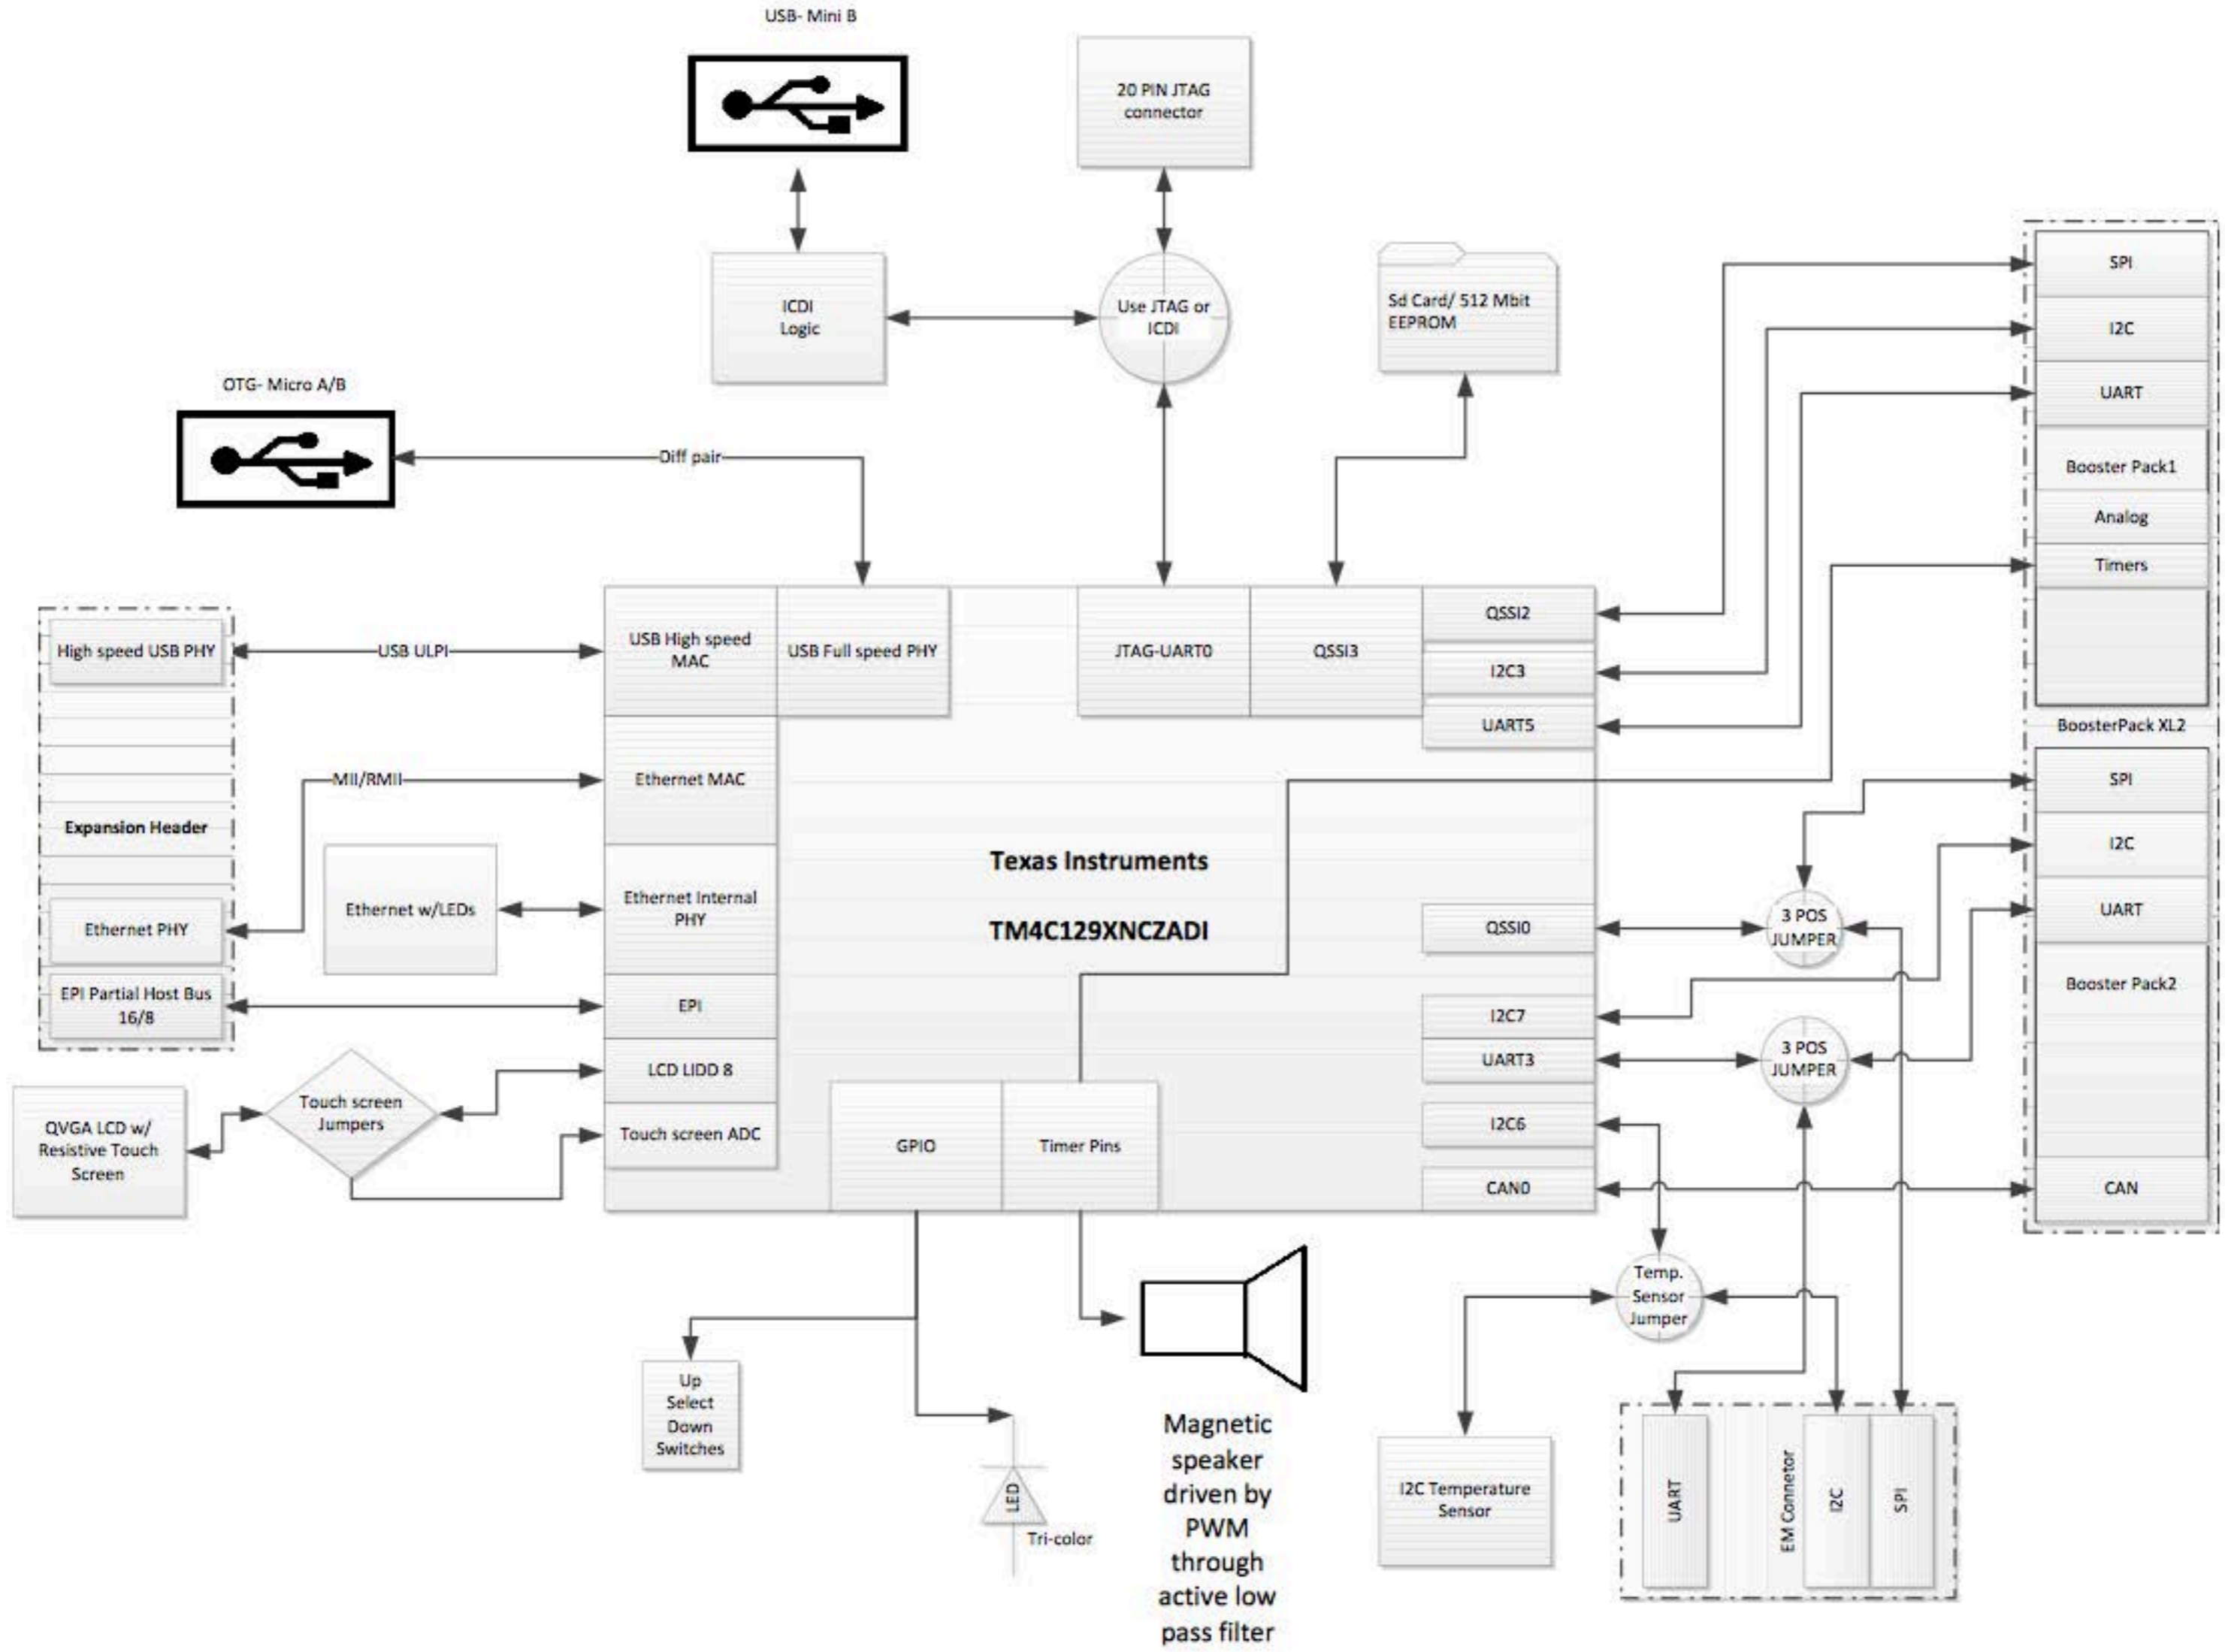 USB- Mini B
20 PIN JTAG
connector
ICDI
Logic
Use JTAG or
ICDI
Sd Card/ 512 Mbit
EEPROM
OTG- Micro A/B
Diff pair
SPI
I2C
UART
Booster Pack1
Analog
Timers
BoosterPack XL2
SPI
I2C
UART
Booster Pack2
CAN
High speed USB PHY
USB ULPI
MII/RMII
Expansion Header
Ethernet PHY
EPI Partial Host Bus
16/8
Ethernet w/LEDs
USB High speed
MAC
USB Full speed PHY
JTAG-UART0
QSSI3
QSSI2
I2C3
UART5
Ethernet MAC
Ethernet Internal
PHY
EPI
LCD LIDD 8
Touch screen ADC
Texas Instruments
TM4C129XNCZADI
GPIO
Timer Pins
QSSI0
I2C7
UART3
I2C6
CAN0
3 POS
JUMPER
3 POS
JUMPER
QVGA LCD w/
Resistive Touch
Screen
Touch screen
Jumpers
Up
Select
Down
Switches
LED
Tri-color
Magnetic
speaker
driven by
PWM
through
active low
pass filter
Temp.
Sensor
Jumper
I2C Temperature
Sensor
UART
EM Connetor
I2C
SPI